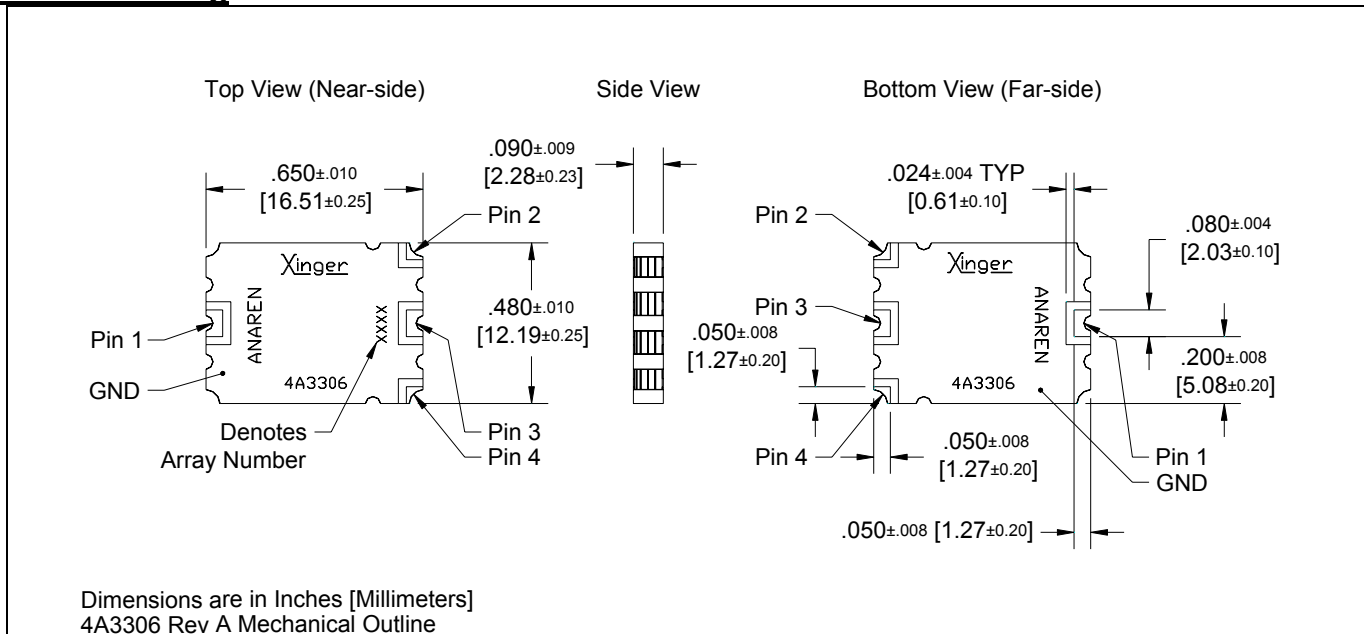 Top View (Near-side)
Side View
Bottom View (Far-side)
.650±.010
[16.51±0.25]
.090±.009
[2.28±0.23]
.024±.004 TYP
[0.61±0.10]
.080±.004
[2.03±0.10]
Pin 2
Pin 2
Xinger
Xinger
ANAREN
XXXX
.480±.010
[12.19±0.25]
Pin 3
ANAREN
Pin 1
.050±.008
[1.27±0.20]
.200±.008
[5.08±0.20]
GND
4A3306
4A3306
Denotes
Array Number
Pin 3
Pin 4
Pin 4
.050±.008
[1.27±0.20]
Pin 1
GND
.050±.008 [1.27±0.20]
Dimensions are in Inches [Millimeters]
4A3306 Rev A Mechanical Outline